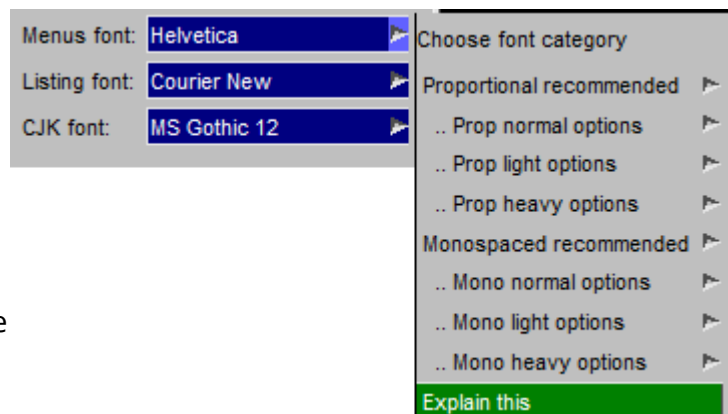 Menus font: Helvetica
Listing font: Courier New
CJK font: MS Gothic 12
Choose font category
Proportional recommended
.. Prop normal options
.. Prop light options
.. Prop heavy options
Monospaced recommended
.. Mono normal options
.. Mono light options
.. Mono heavy options
Explain this
e